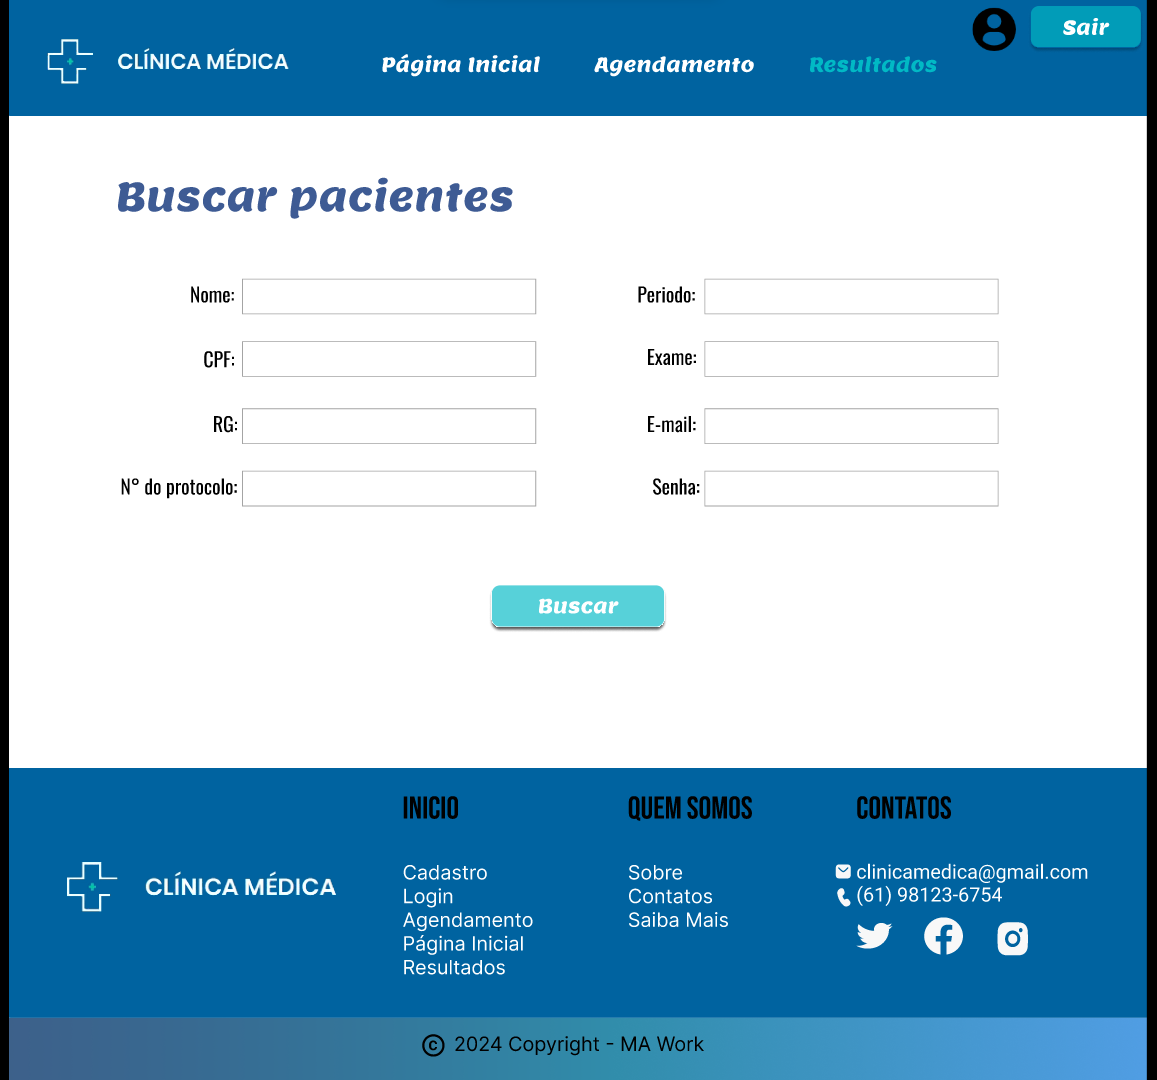 CLÍNICA MÉDICA
Página Inicial
Agendamento
Resultados
Sair
Buscar pacientes
Nome:
Periodo:
CPF:
Exame:
RG:
E-mail:
N° do protocolo:
Senha:
Buscar
CLÍNICA MÉDICA
INICIO
Cadastro
Login
Agendamento
Página Inicial
Resultados
QUEM SOMOS
Sobre
Contatos
Saiba Mais
CONTATOS
clinicamedica@gmail.com
(61) 98123-6754
© 2024 Copyright - MA Work